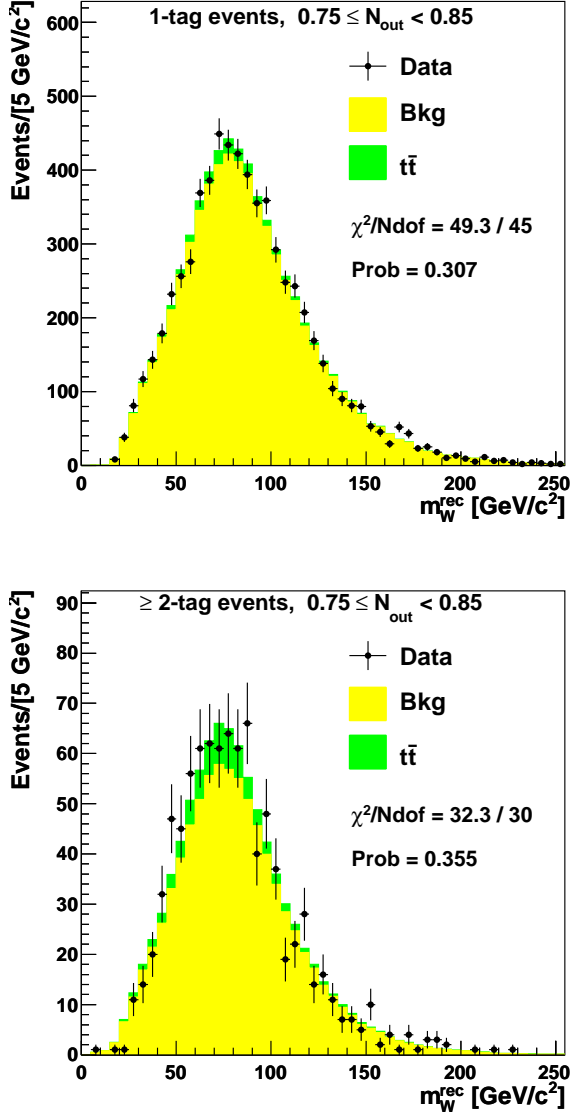 1-tag events, 0.75 ≤ N_out < 0.85
Events/[5 GeV/c²]
600
500
400
300
200
100
0
Data
Bkg
tt̄
χ²/Ndof = 49.3 / 45
Prob = 0.307
0 50 100 150 200 250
m_W^rec [GeV/c²]
≥ 2-tag events, 0.75 ≤ N_out < 0.85
Events/[5 GeV/c²]
90
80
70
60
50
40
30
20
10
0
Data
Bkg
tt̄
χ²/Ndof = 32.3 / 30
Prob = 0.355
0 50 100 150 200 250
m_W^rec [GeV/c²]